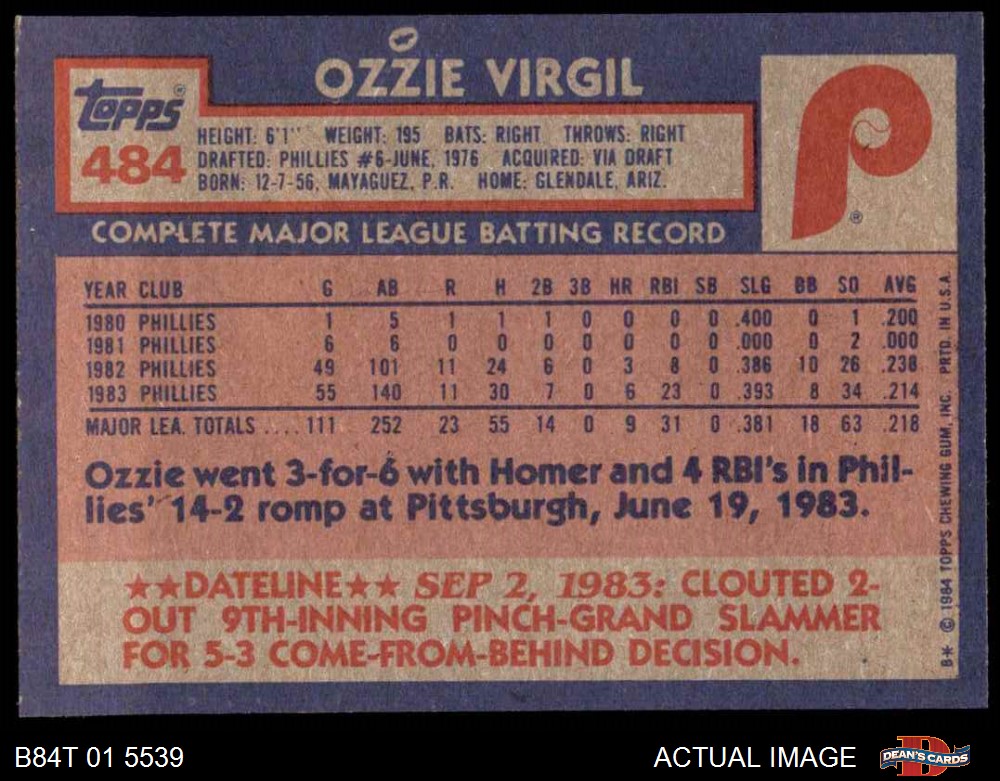 OZZIE VIRGIL
TOPPS®
484
HEIGHT: 6'1" WEIGHT: 195 BATS: RIGHT THROWS: RIGHT
DRAFTED: PHILLIES #6-JUNE, 1976 ACQUIRED: VIA DRAFT
BORN: 12-7-56, MAYAGUEZ, P.R. HOME: GLENDALE, ARIZ.
P
®
COMPLETE MAJOR LEAGUE BATTING RECORD
YEAR CLUB G AB R H 2B 3B HR RBI SB SLG BB SO AVG
1980 PHILLIES 1 5 1 1 1 0 0 0 0 .400 0 1 .200
1981 PHILLIES 6 6 0 0 0 0 0 0 0 .000 0 2 .000
1982 PHILLIES 49 101 11 24 6 0 3 8 0 .386 10 26 .238
1983 PHILLIES 55 140 11 30 7 0 6 23 0 .393 8 34 .214
MAJOR LEA. TOTALS ....111 252 23 55 14 0 9 31 0 .381 18 63 .218
Ozzie went 3-for-6 with Homer and 4 RBI's in Phil-
lies' 14-2 romp at Pittsburgh, June 19, 1983.
★★DATELINE★★ SEP 2, 1983: CLOUTED 2-
OUT 9TH-INNING PINCH-GRAND SLAMMER
FOR 5-3 COME-FROM-BEHIND DECISION.
B* © 1984 TOPPS CHEWING GUM, INC. PRTD. IN U.S.A.
B84T 01 5539
ACTUAL IMAGE
D
DEAN'S CARDS